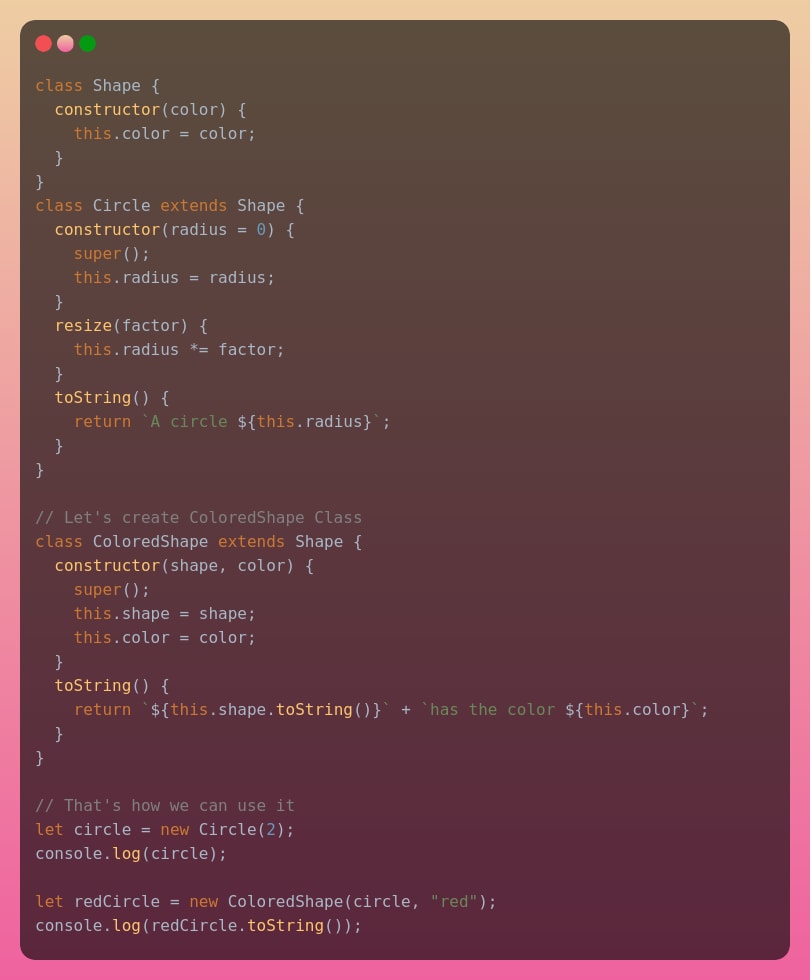 class Shape {
  constructor(color) {
    this.color = color;
  }
}
class Circle extends Shape {
  constructor(radius = 0) {
    super();
    this.radius = radius;
  }
  resize(factor) {
    this.radius *= factor;
  }
  toString() {
    return `A circle ${this.radius}`;
  }
}

// Let's create ColoredShape Class
class ColoredShape extends Shape {
  constructor(shape, color) {
    super();
    this.shape = shape;
    this.color = color;
  }
  toString() {
    return `${this.shape.toString()}` + `has the color ${this.color}`;
  }
}

// That's how we can use it
let circle = new Circle(2);
console.log(circle);

let redCircle = new ColoredShape(circle, "red");
console.log(redCircle.toString());